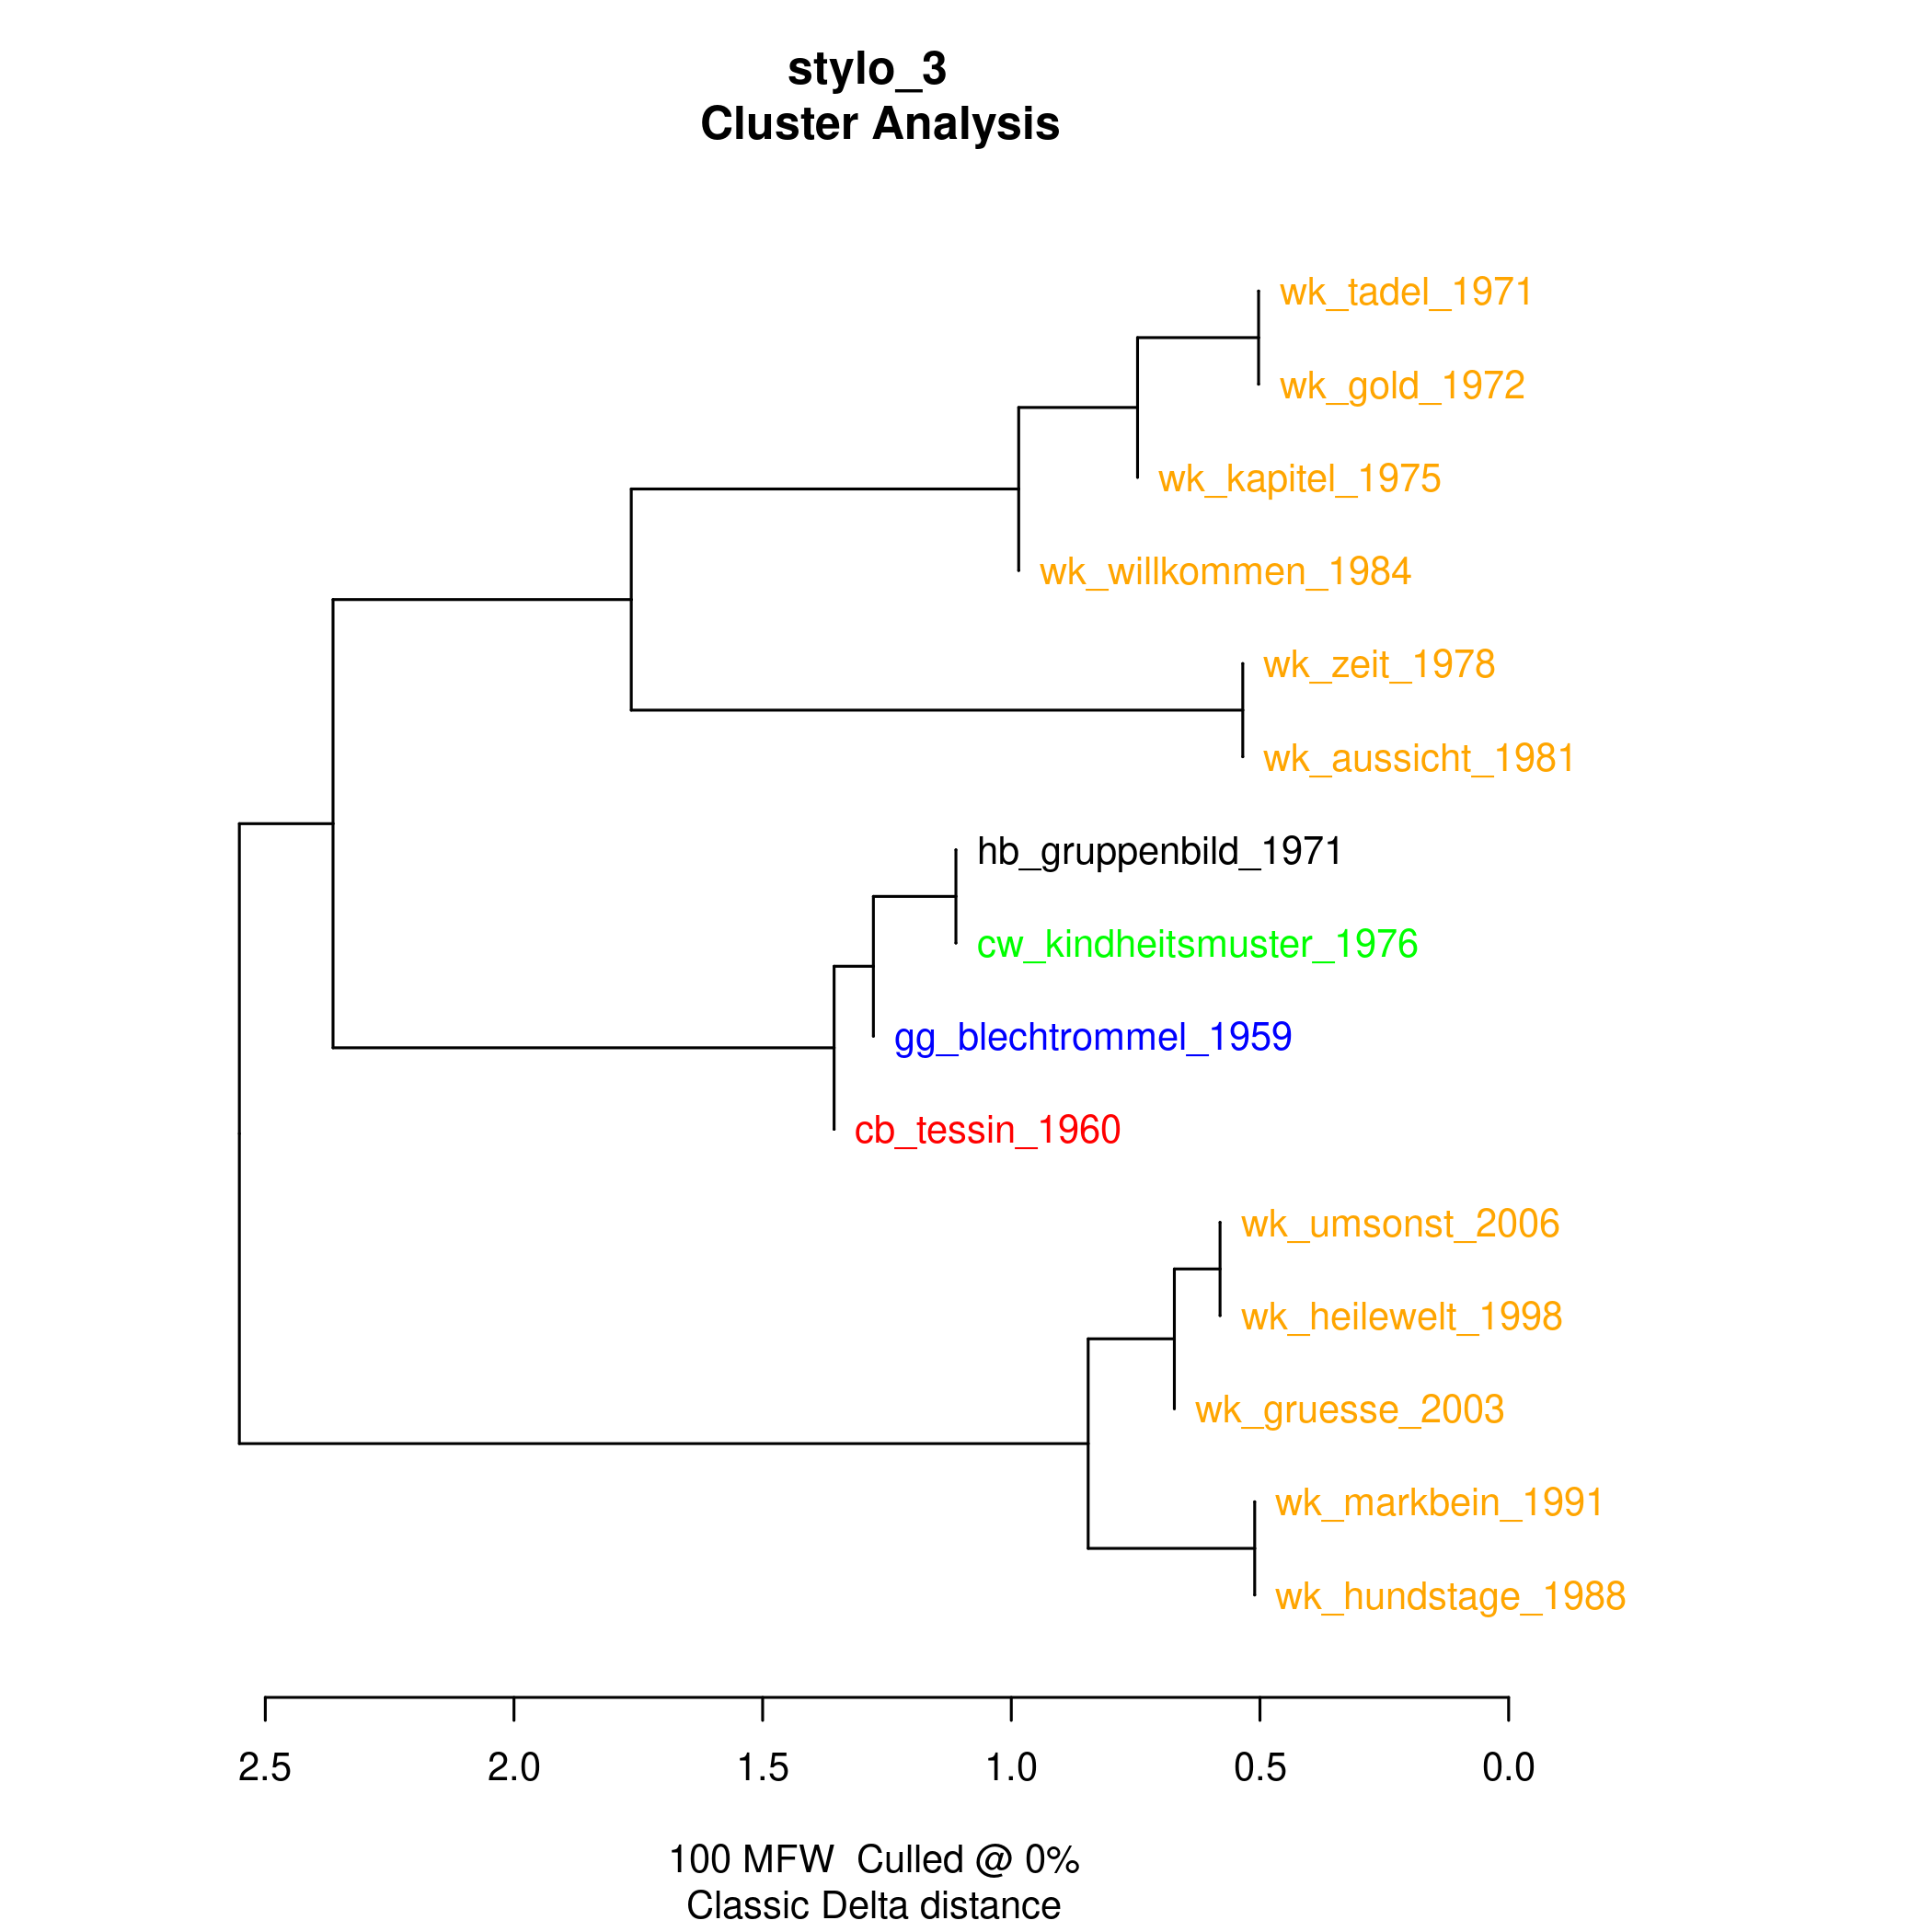 stylo_3
Cluster Analysis
wk_tadel_1971
wk_gold_1972
wk_kapitel_1975
wk_willkommen_1984
wk_zeit_1978
wk_aussicht_1981
hb_gruppenbild_1971
cw_kindheitsmuster_1976
gg_blechtrommel_1959
cb_tessin_1960
wk_umsonst_2006
wk_heilewelt_1998
wk_gruesse_2003
wk_markbein_1991
wk_hundstage_1988
2.5 2.0 1.5 1.0 0.5 0.0
100 MFW  Culled @ 0%
Classic Delta distance